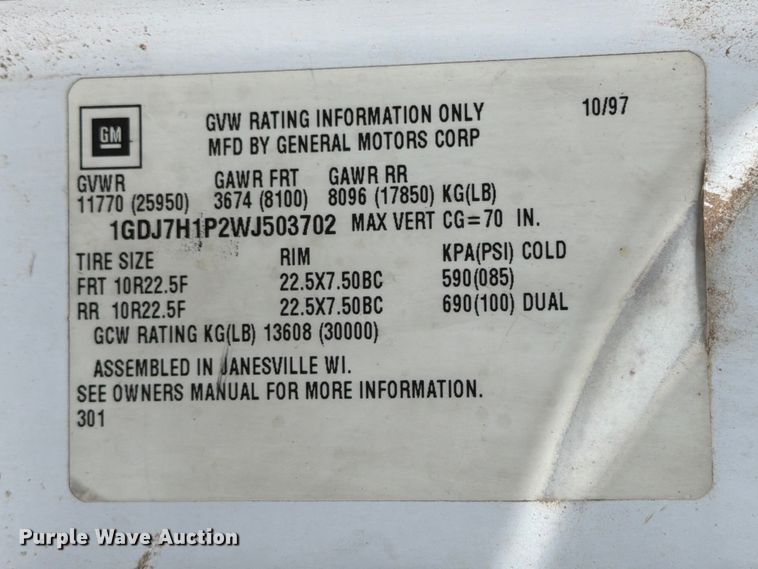 GM
GVW RATING INFORMATION ONLY 10/97
MFD BY GENERAL MOTORS CORP
GVWR GAWR FRT GAWR RR
11770 (25950) 3674 (8100) 8096 (17850) KG(LB)
1GDJ7H1P2WJ503702 MAX VERT CG=70 IN.
TIRE SIZE RIM KPA(PSI) COLD
FRT 10R22.5F 22.5X7.50BC 590(085)
RR 10R22.5F 22.5X7.50BC 690(100) DUAL
GCW RATING KG(LB) 13608 (30000)
ASSEMBLED IN JANESVILLE WI.
SEE OWNERS MANUAL FOR MORE INFORMATION.
301
Purple Wave Auction